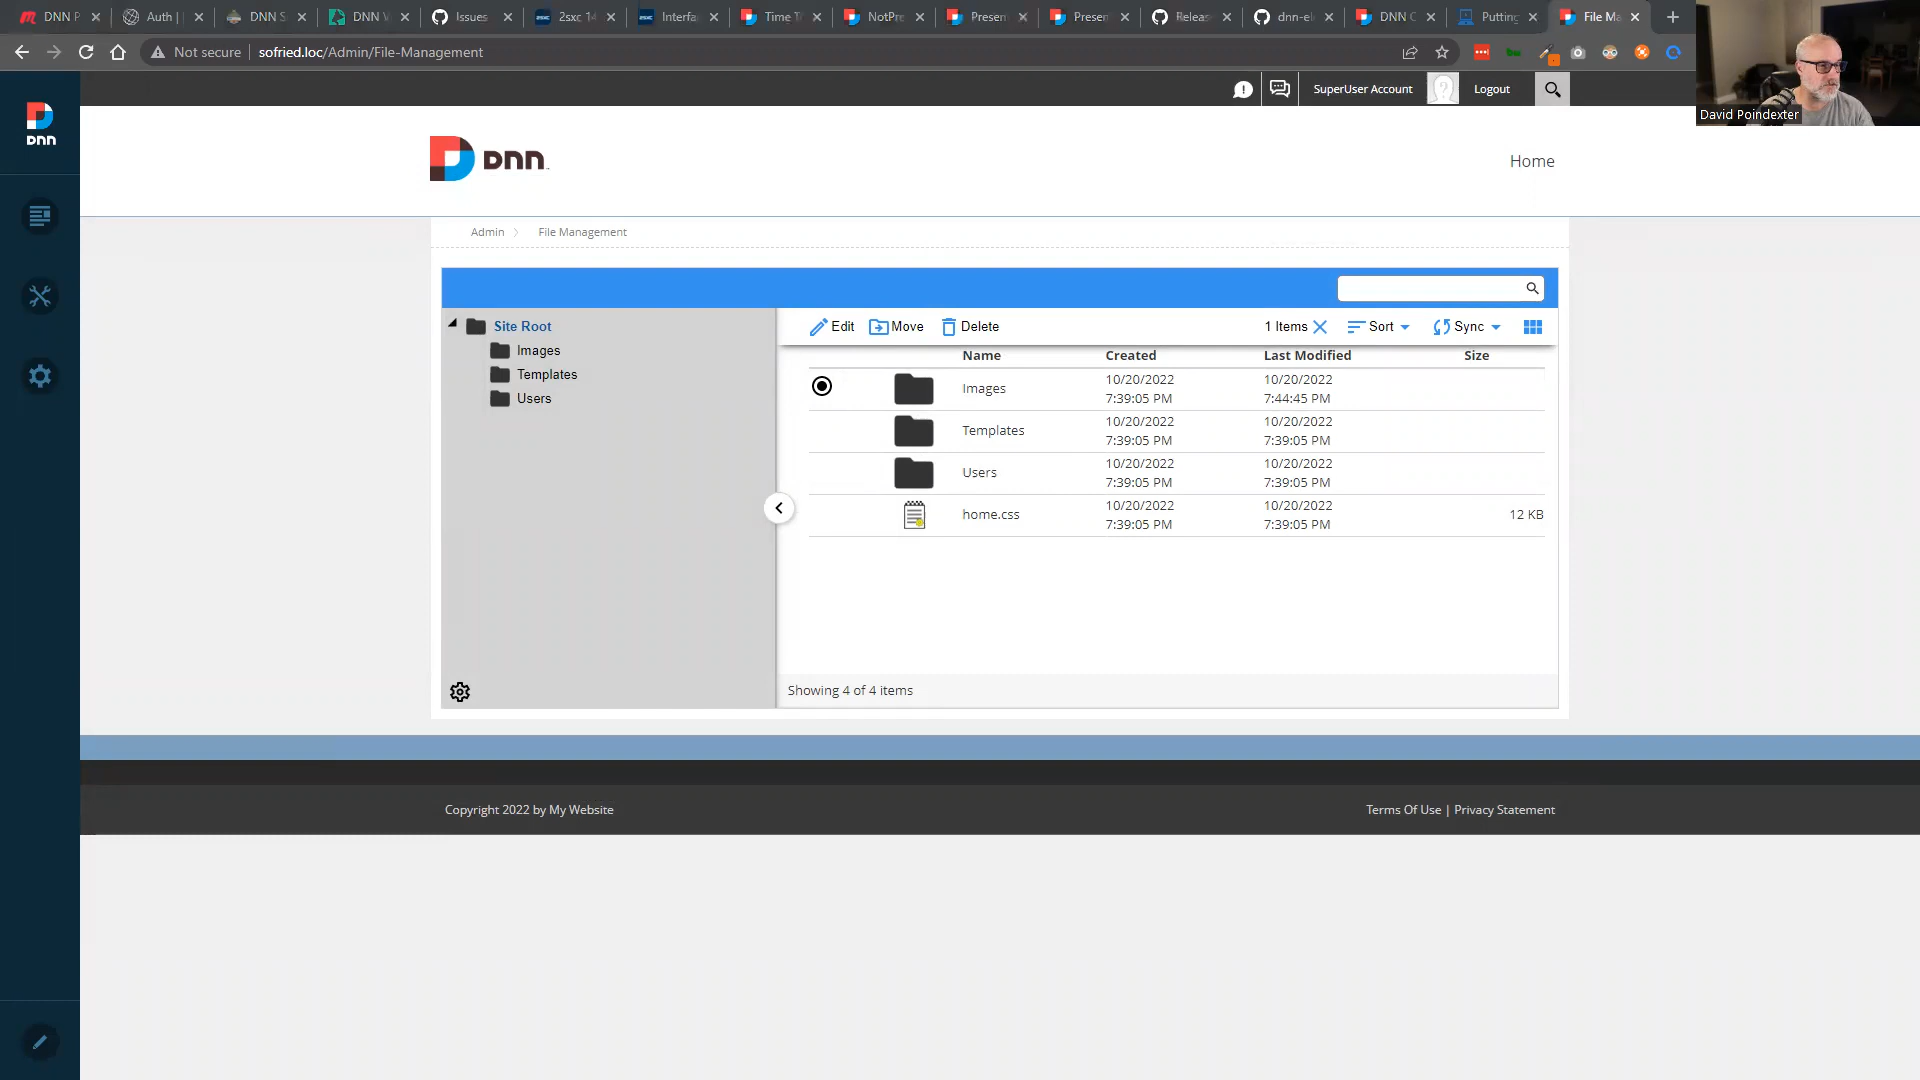 DNN P
Auth |
DNN S
DNN V
Issues
2sxc 14
Interfa
Time T
NotPre
Presen
Presen
Releas
dnn-el
DNN C
Putting
File Ma
Not secure
sofried.loc/Admin/File-Management
SuperUser Account
Logout
David Poindexter
DNN
DNN
Home
Admin
File Management
Site Root
Images
Templates
Users
Edit
Move
Delete
1 Items
Sort
Sync
Name
Created
Last Modified
Size
Images
10/20/2022
7:39:05 PM
10/20/2022
7:44:45 PM
Templates
10/20/2022
7:39:05 PM
10/20/2022
7:39:05 PM
Users
10/20/2022
7:39:05 PM
10/20/2022
7:39:05 PM
home.css
10/20/2022
7:39:05 PM
10/20/2022
7:39:05 PM
12 KB
Showing 4 of 4 items
Copyright 2022 by My Website
Terms Of Use | Privacy Statement